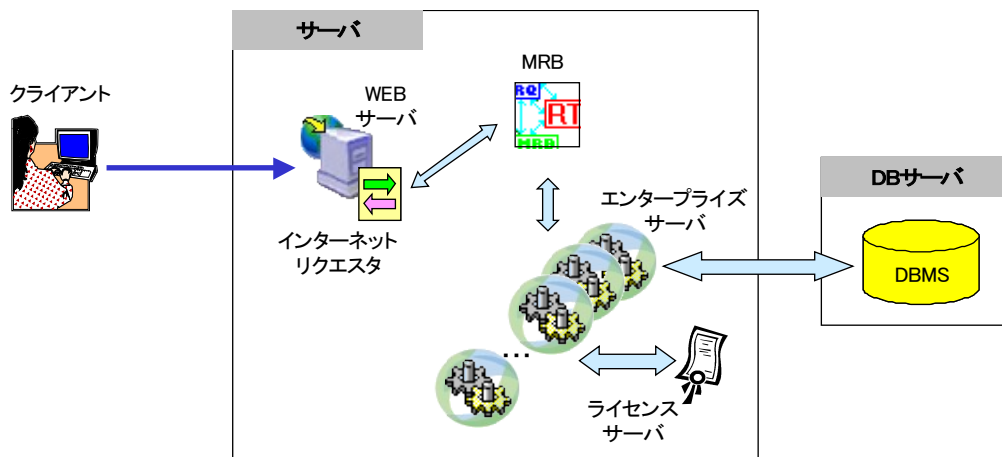 サーバ
クライアント
WEB
サーバ
MRB
RQ
RT
MRB
インターネット
リクエスタ
エンタープライズ
サーバ
DBサーバ
DBMS
...
ライセンス
サーバ